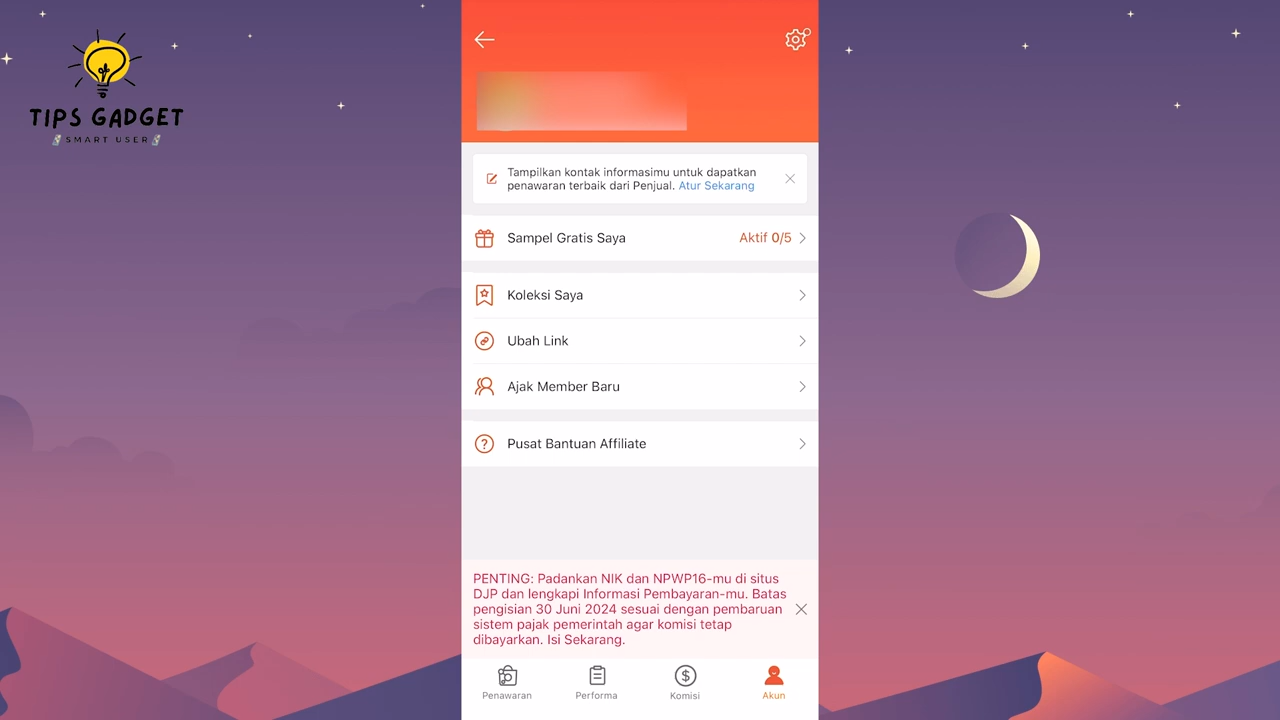 TIPS GADGET
SMART USER
Tampilkan kontak informasimu untuk dapatkan
penawaran terbaik dari Penjual. Atur Sekarang
Sampel Gratis Saya
Aktif 0/5
Koleksi Saya
Ubah Link
Ajak Member Baru
Pusat Bantuan Affiliate
PENTING: Padankan NIK dan NPWP16-mu di situs
DJP dan lengkapi Informasi Pembayaran-mu. Batas
pengisian 30 Juni 2024 sesuai dengan pembaruan
sistem pajak pemerintah agar komisi tetap
dibayarkan. Isi Sekarang.
Penawaran
Performa
Komisi
Akun